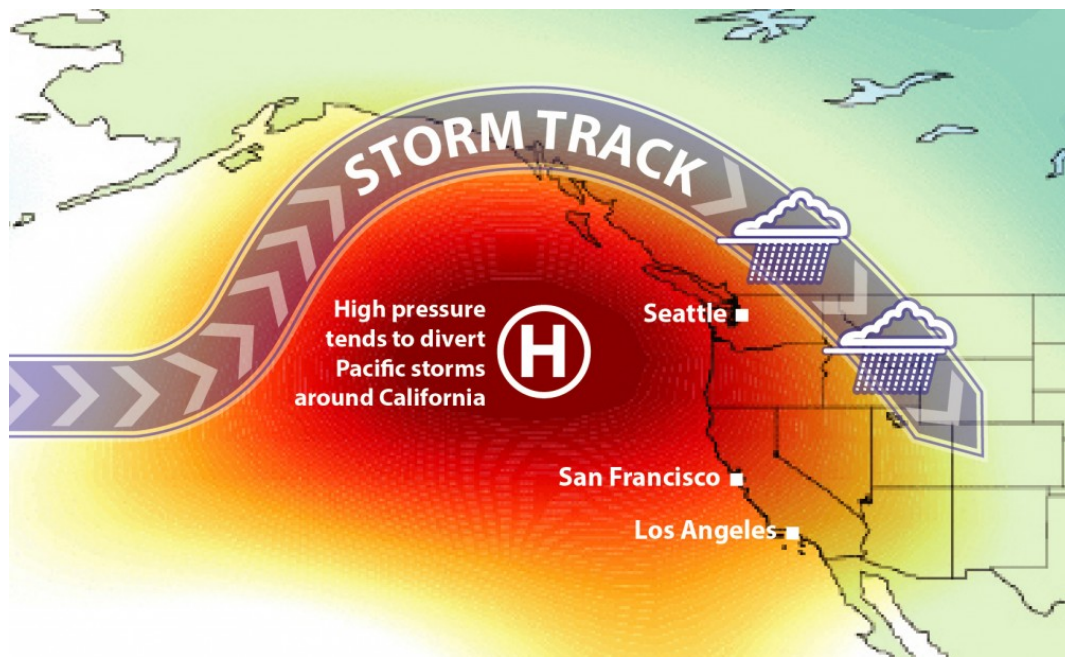 STORM TRACK
High pressure
tends to divert
Pacific storms
around California
H
Seattle
San Francisco
Los Angeles